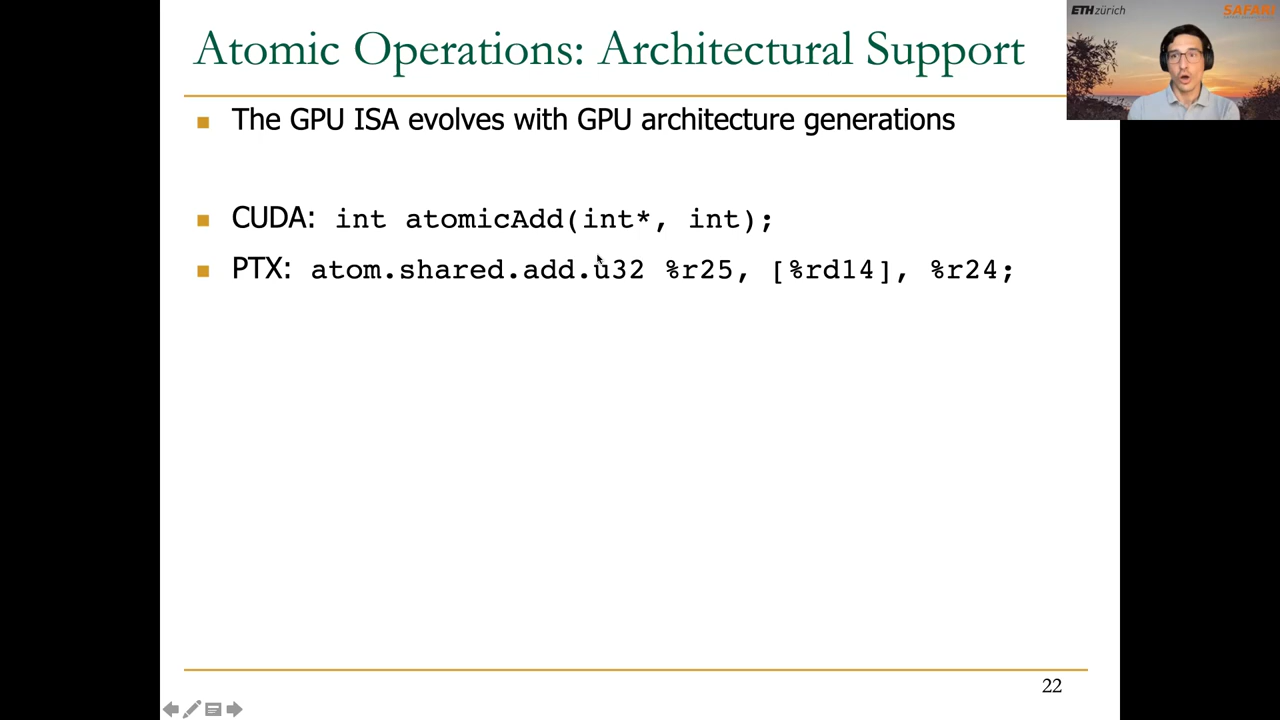 Atomic Operations: Architectural Support
ETH zürich
SAFARI
The GPU ISA evolves with GPU architecture generations
CUDA: int atomicAdd(int*, int);
PTX: atom.shared.add.u32 %r25, [%rd14], %r24;
22